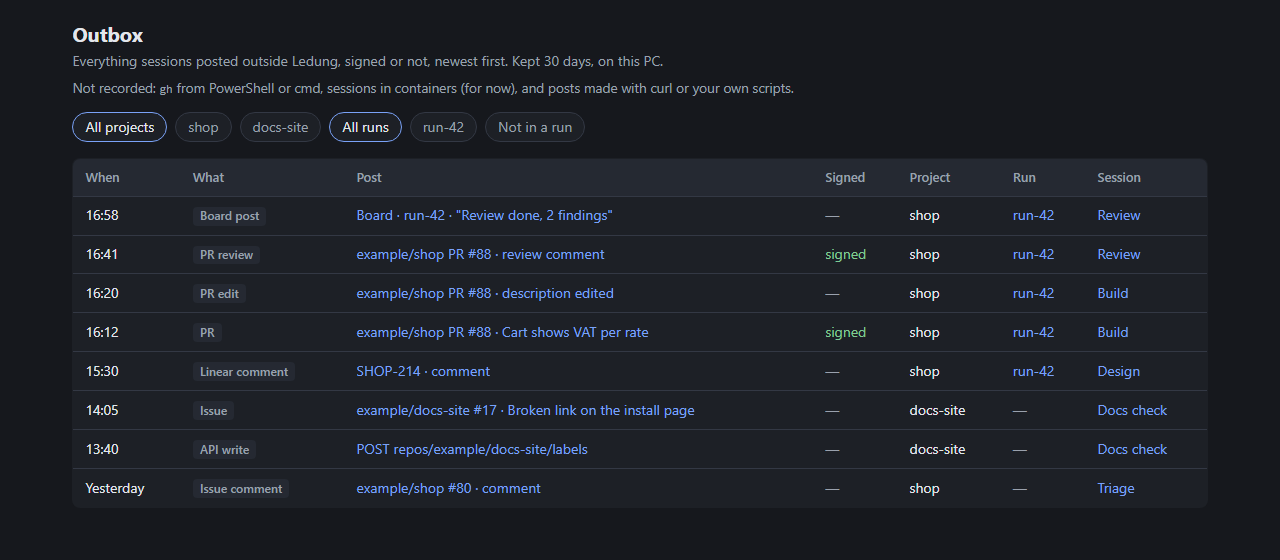 Outbox
Everything sessions posted outside Ledung, signed or not, newest first. Kept 30 days, on this PC.
Not recorded: gh from PowerShell or cmd, sessions in containers (for now), and posts made with curl or your own scripts.
All projects shop docs-site All runs run-42 Not in a run
When What Post Signed Project Run Session
16:58 Board post Board · run-42 · "Review done, 2 findings" — shop run-42 Review
16:41 PR review example/shop PR #88 · review comment signed shop run-42 Review
16:20 PR edit example/shop PR #88 · description edited — shop run-42 Build
16:12 PR example/shop PR #88 · Cart shows VAT per rate signed shop run-42 Build
15:30 Linear comment SHOP-214 · comment — shop run-42 Design
14:05 Issue example/docs-site #17 · Broken link on the install page — docs-site — Docs check
13:40 API write POST repos/example/docs-site/labels — docs-site — Docs check
Yesterday Issue comment example/shop #80 · comment — shop — Triage